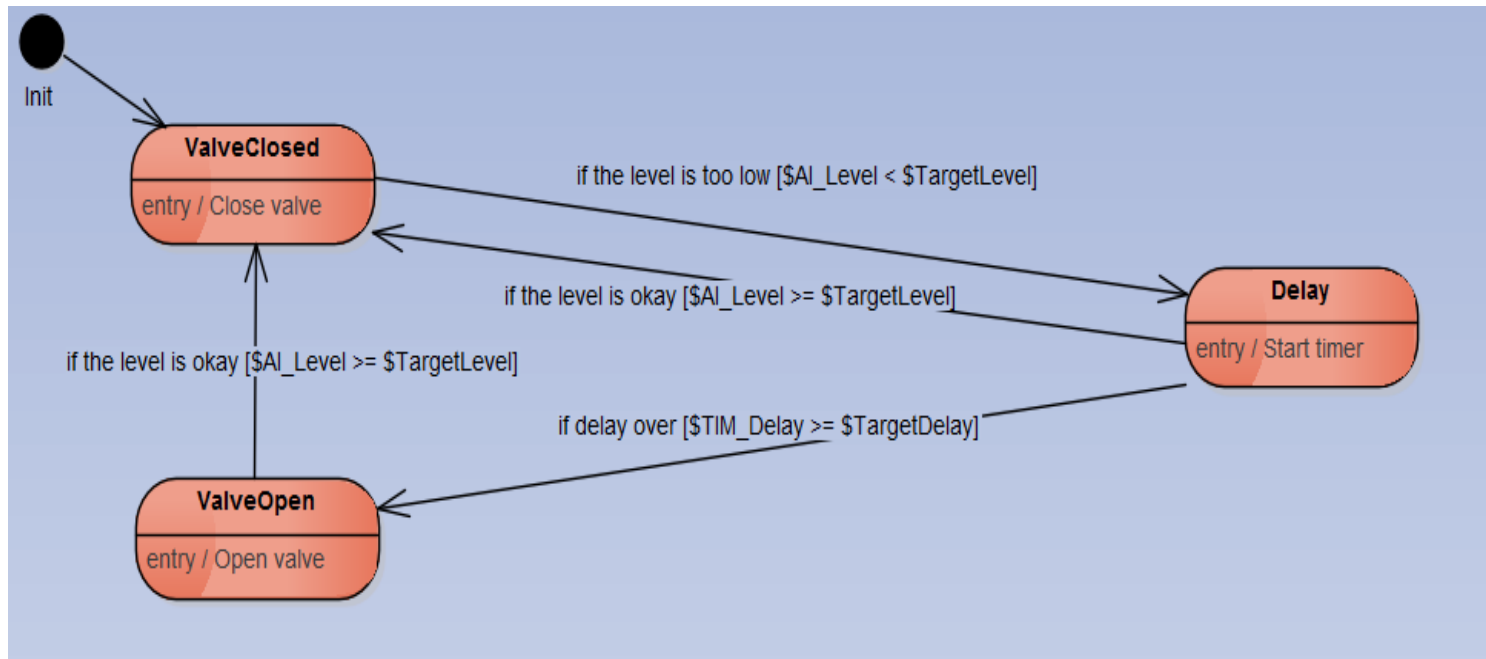 Init
ValveClosed
entry / Close valve
if the level is too low [$AI_Level < $TargetLevel]
if the level is okay [$AI_Level >= $TargetLevel]
Delay
entry / Start timer
if the level is okay [$AI_Level >= $TargetLevel]
if delay over [$TIM_Delay >= $TargetDelay]
ValveOpen
entry / Open valve